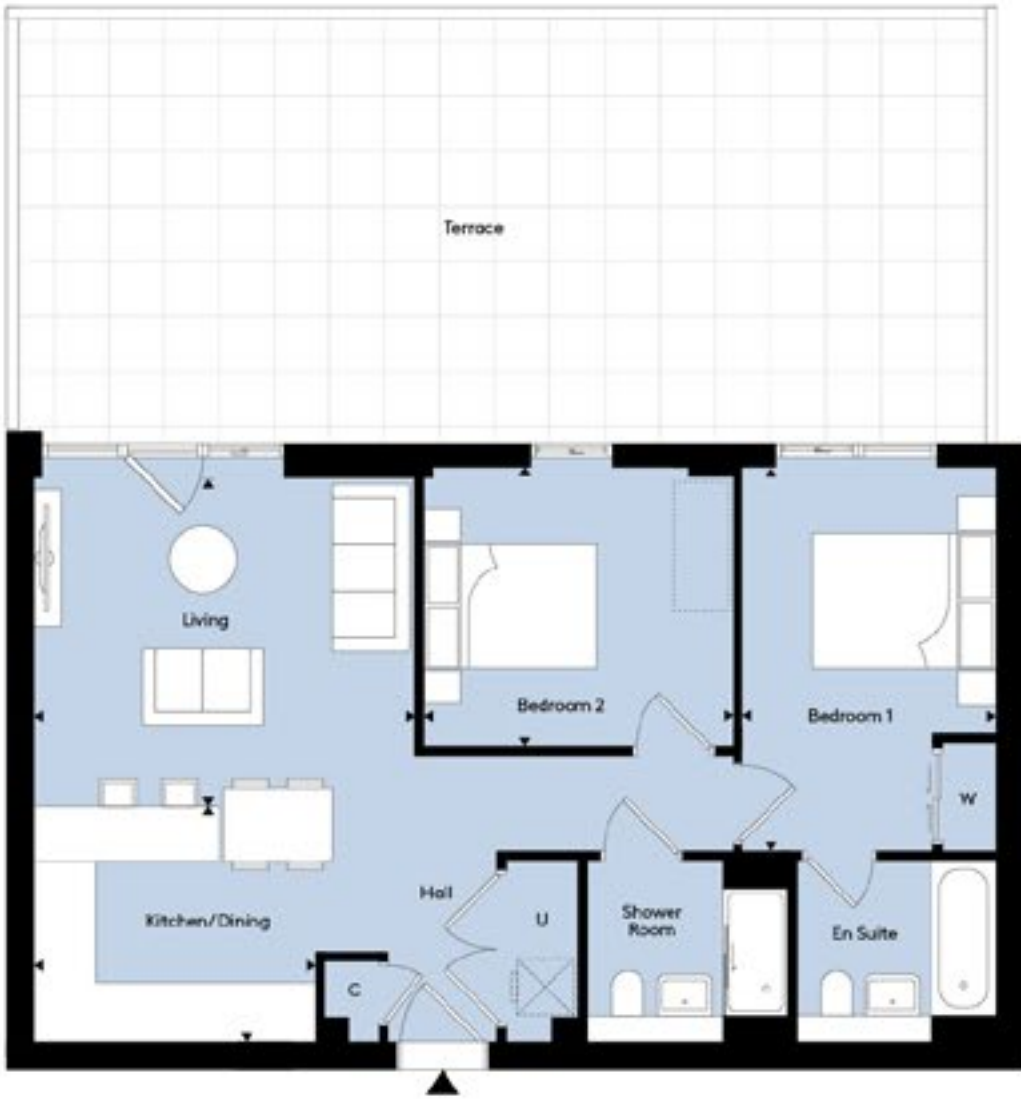 Terrace
Living
Bedroom 2
Bedroom 1
W
Hall
Kitchen/Dining
U
Shower
Room
En Suite
C